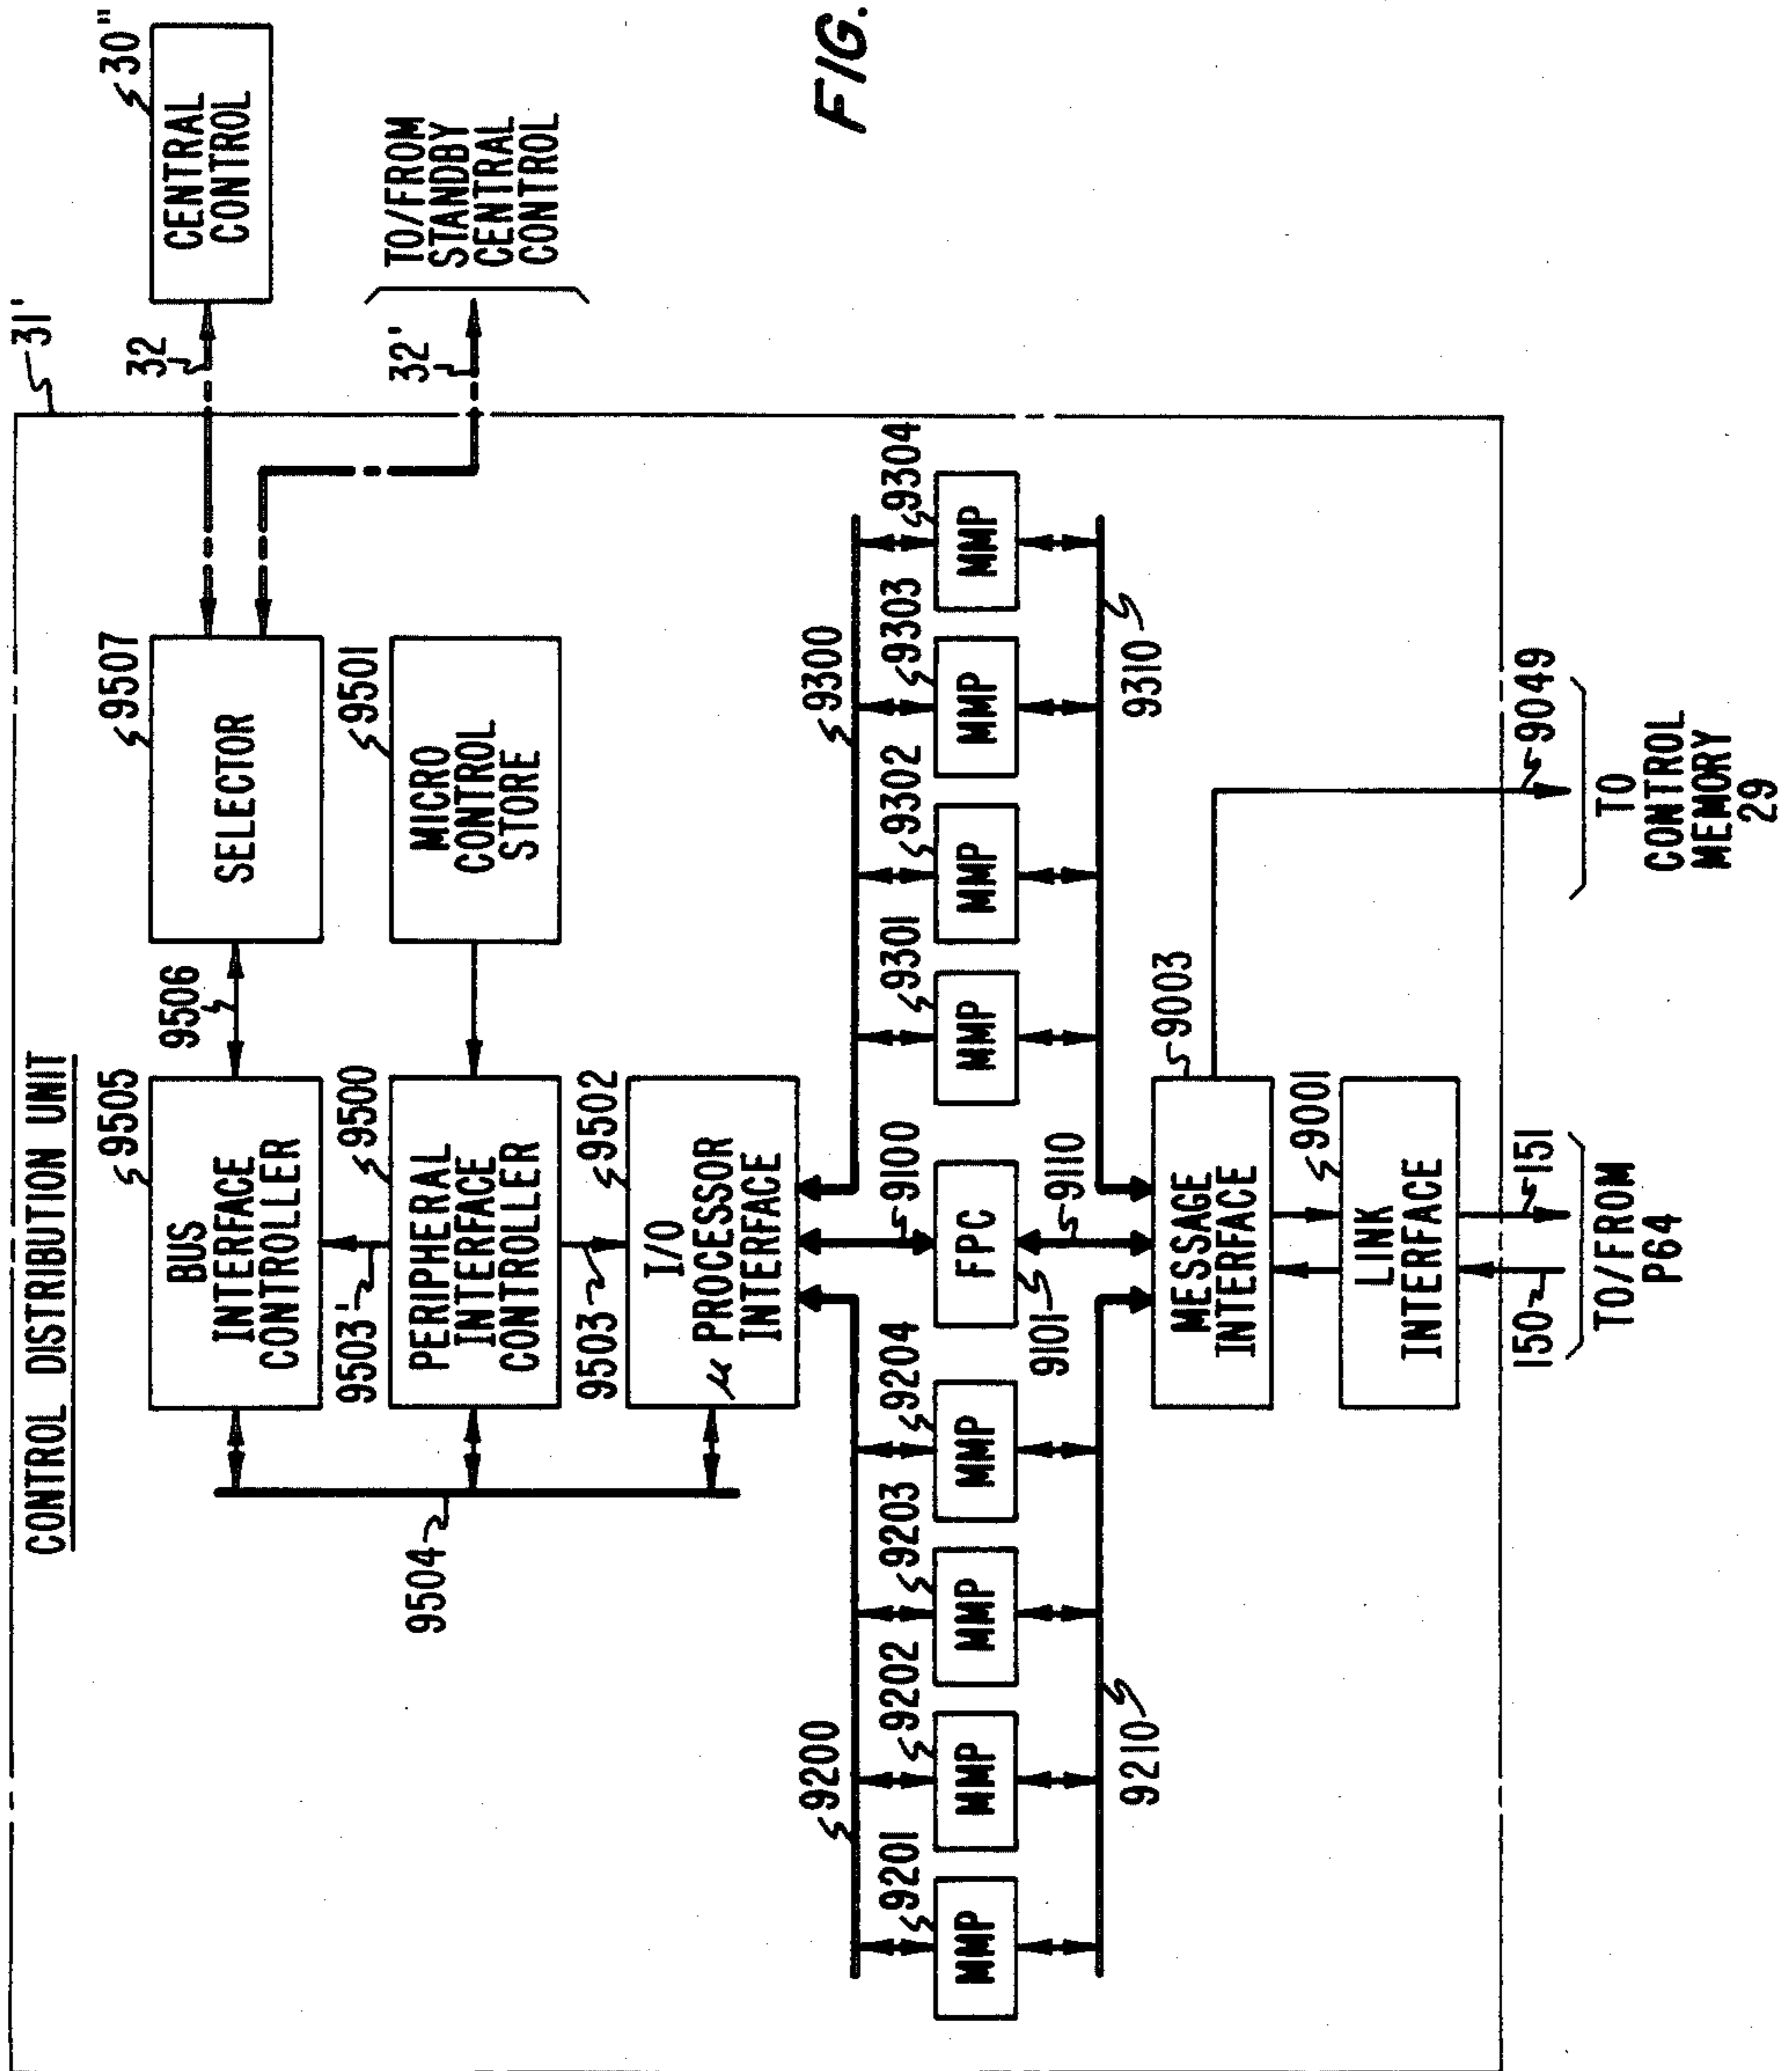 CONTROL DISTRIBUTION UNIT
31'
9505
BUS
INTERFACE
CONTROLLER
9506
9507
SELECTOR
32
30"
CENTRAL
CONTROL
9503'
9500
PERIPHERAL
INTERFACE
CONTROLLER
9501
MICRO
CONTROL
STORE
32'
TO/FROM
STANDBY
CENTRAL
CONTROL
9504
9503
9502
I/O
μ PROCESSOR
INTERFACE
9200
9300
9201
9202
9203
9204
9100
9301
9302
9303
9304
MMP
MMP
MMP
MMP
FPC
MMP
MMP
MMP
MMP
9101
9110
9210
9310
9003
MESSAGE
INTERFACE
9001
LINK
INTERFACE
150
151
9049
TO/FROM
P64
TO
CONTROL
MEMORY
29
FIG.